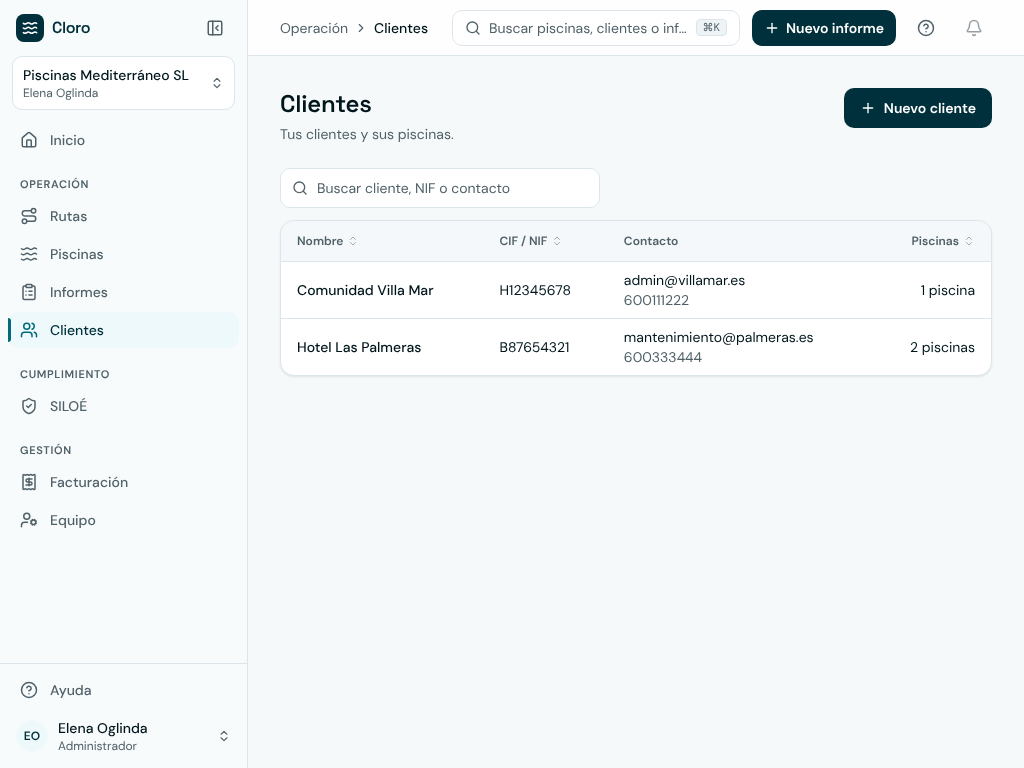 Cloro
Piscinas Mediterráneo SL
Elena Oglinda
Inicio
OPERACIÓN
Rutas
Piscinas
Informes
Clientes
CUMPLIMIENTO
SILOÉ
GESTIÓN
Facturación
Equipo
Ayuda
EO
Elena Oglinda
Administrador
Operación > Clientes
Buscar piscinas, clientes o inf... ⌘K
+ Nuevo informe
Clientes
Tus clientes y sus piscinas.
+ Nuevo cliente
Buscar cliente, NIF o contacto
Nombre CIF / NIF Contacto Piscinas
Comunidad Villa Mar H12345678 admin@villamar.es 1 piscina
600111222
Hotel Las Palmeras B87654321 mantenimiento@palmeras.es 2 piscinas
600333444